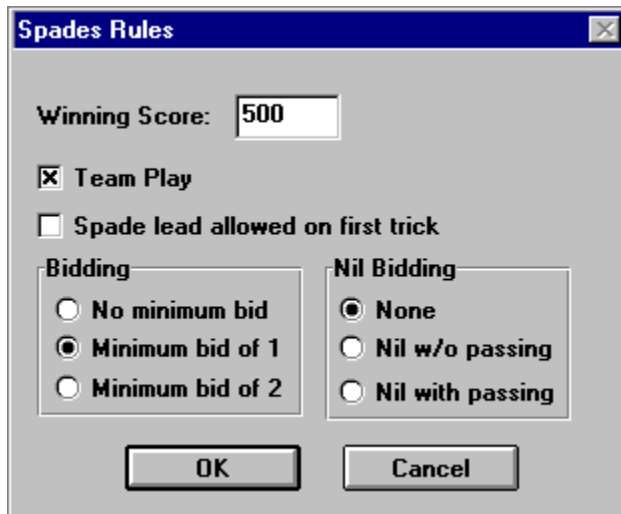 Spades Rules
Winning Score: 500
Team Play
Spade lead allowed on first trick
Bidding
No minimum bid
Minimum bid of 1
Minimum bid of 2
Nil Bidding
None
Nil w/o passing
Nil with passing
OK
Cancel